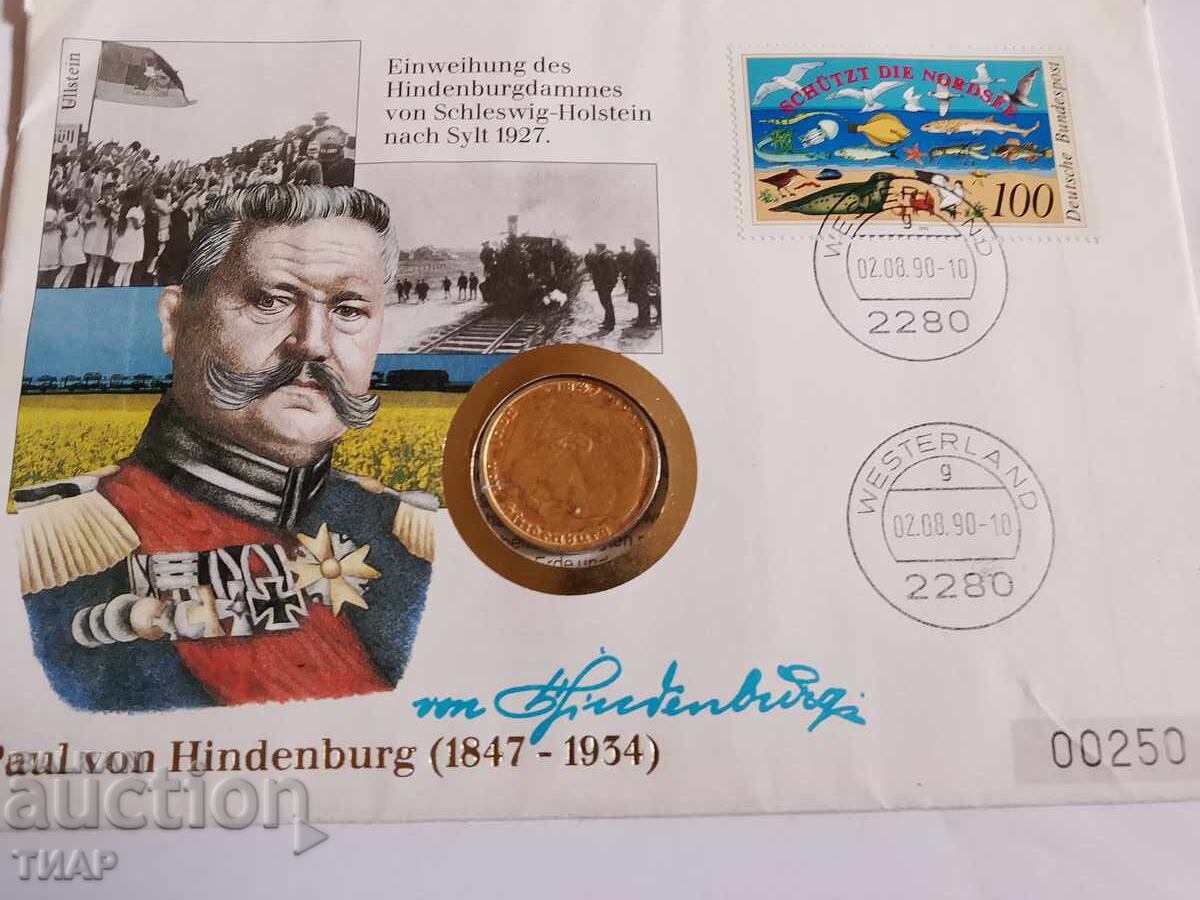 Ullstein
Einweihung des
Hindenburgdammes
von Schleswig-Holstein
nach Sylt 1927.
SCHÜTZT DIE NORDSEE
100
Deutsche Bundespost
WESTERLAND
g
02.08.90-10
2280
WESTERLAND
g
02.08.90-10
2280
Hindenburg
von Hindenburg
Paul von Hindenburg (1847 - 1934)
00250
auction
ТИАР